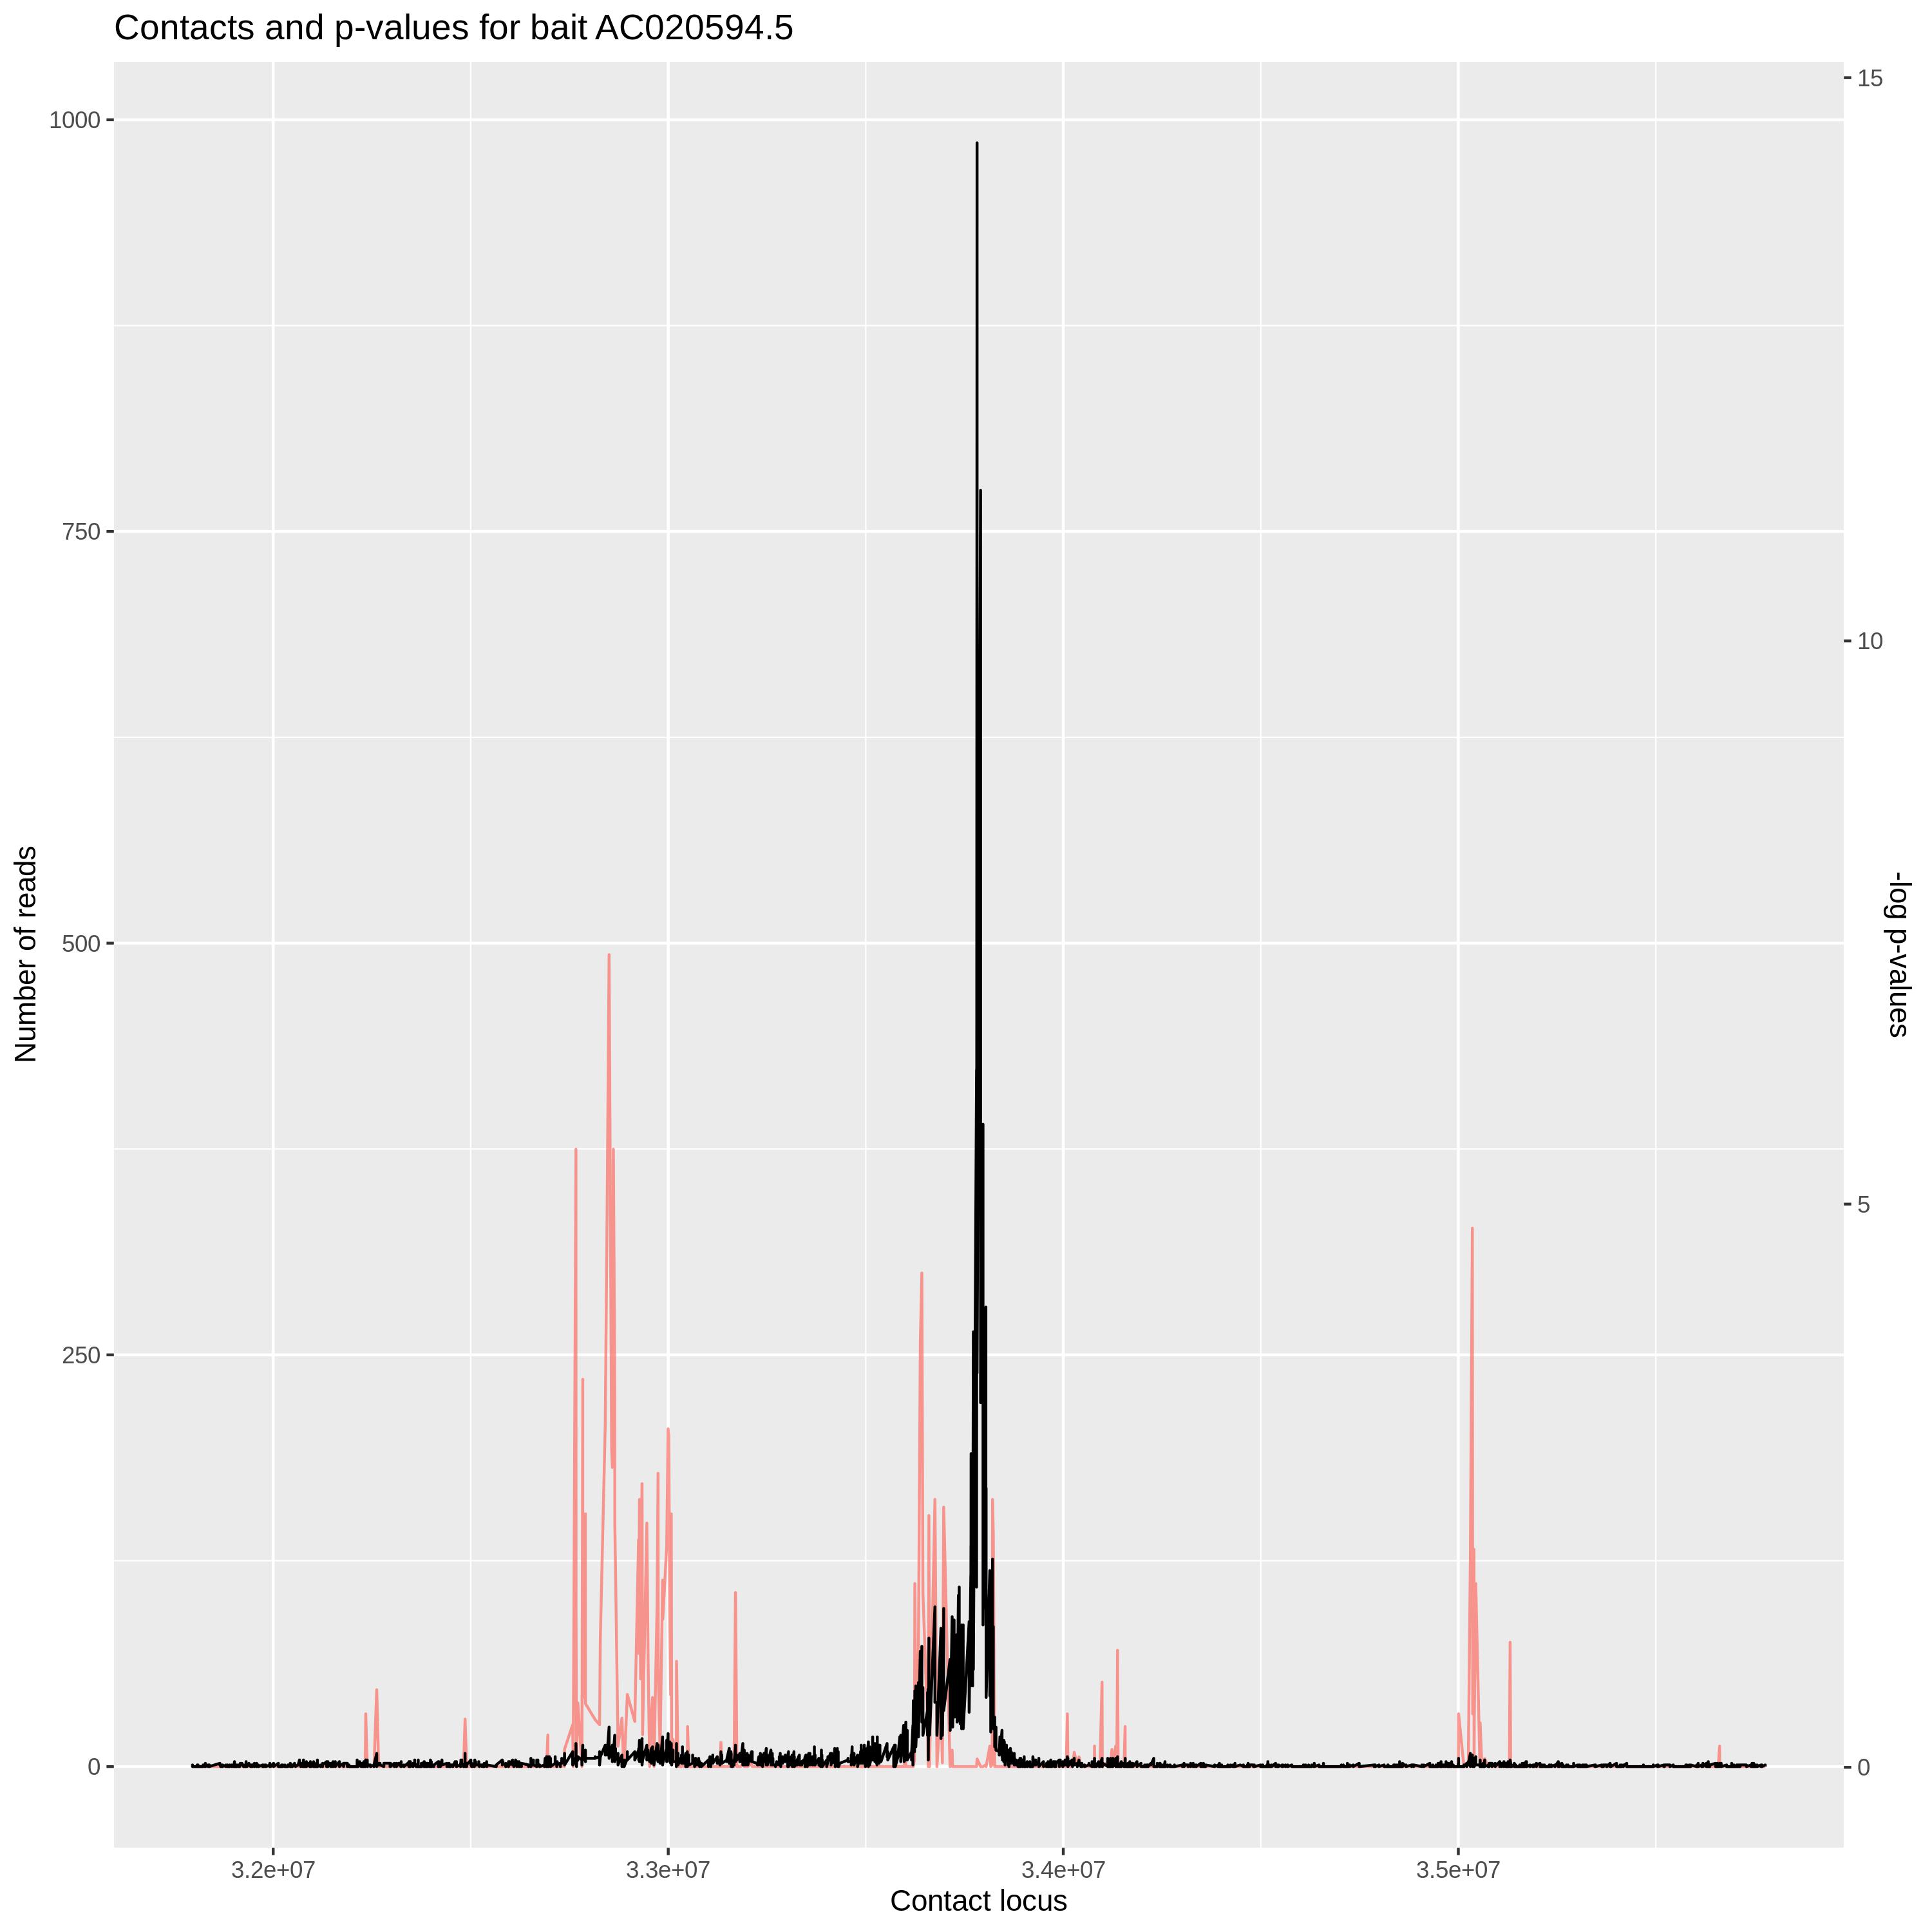 Contacts and p-values for bait AC020594.5
1000
750
500
250
0
Number of reads
15
10
5
0
-log p-values
3.2e+07 3.3e+07 3.4e+07 3.5e+07
Contact locus